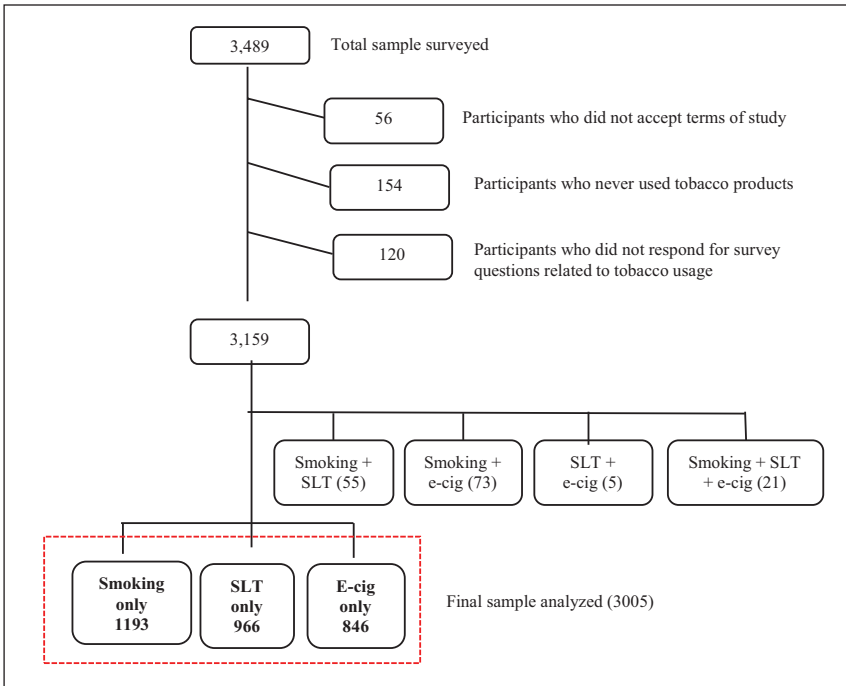 3,489
Total sample surveyed
56
Participants who did not accept terms of study
154
Participants who never used tobacco products
120
Participants who did not respond for survey
questions related to tobacco usage
3,159
Smoking +
SLT (55)
Smoking +
e-cig (73)
SLT +
e-cig (5)
Smoking + SLT
+ e-cig (21)
Smoking
only
1193
SLT
only
966
E-cig
only
846
Final sample analyzed (3005)